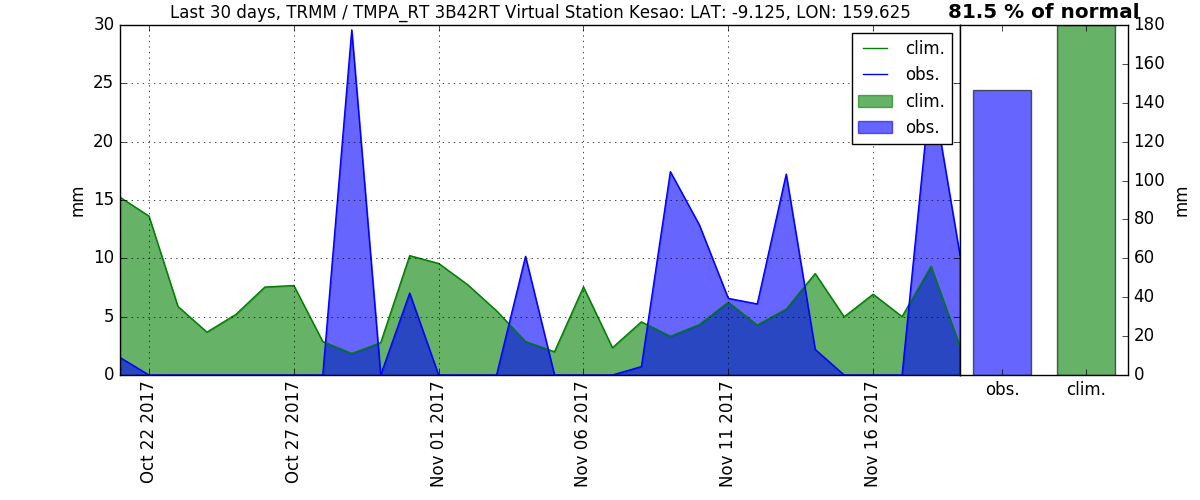 Last 30 days, TRMM / TMPA_RT 3B42RT Virtual Station Kesao: LAT: -9.125, LON: 159.625
81.5 % of normal
30
25
20
15
10
5
0
mm
clim.
obs.
clim.
obs.
180
160
140
120
100
80
60
40
20
0
mm
Oct 22 2017
Oct 27 2017
Nov 01 2017
Nov 06 2017
Nov 11 2017
Nov 16 2017
obs.
clim.